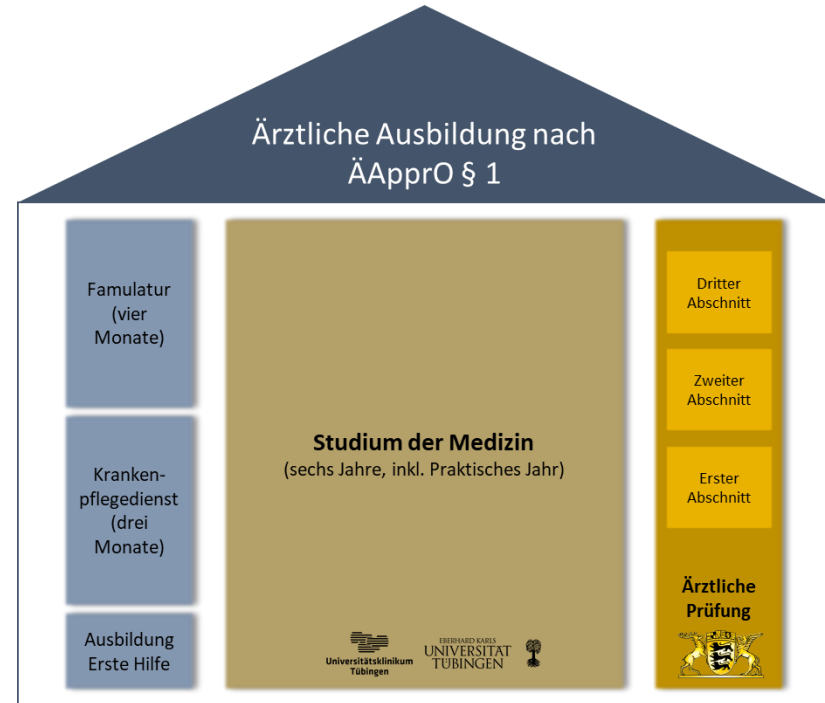 Ärztliche Ausbildung nach
ÄApprO § 1
Famulatur
(vier
Monate)
Kranken-
pflegedienst
(drei
Monate)
Ausbildung
Erste Hilfe
Studium der Medizin
(sechs Jahre, inkl. Praktisches Jahr)
Universitätsklinikum
Tübingen
EBERHARD KARLS
UNIVERSITÄT
TÜBINGEN
Dritter
Abschnitt
Zweiter
Abschnitt
Erster
Abschnitt
Ärztliche
Prüfung